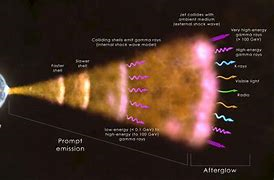 Jet collides with
ambient medium
(external shock wave)
Colliding shells emit gamma rays
(internal shock wave model)
Very high-energy
gamma rays
(> 100 GeV)
High-energy
gamma rays
X-rays
Slower
shell
Faster
shell
Visible light
Radio
low-energy (< 0.1 GeV) to
high-energy (to 100 GeV)
gamma rays
Prompt
emission
Afterglow